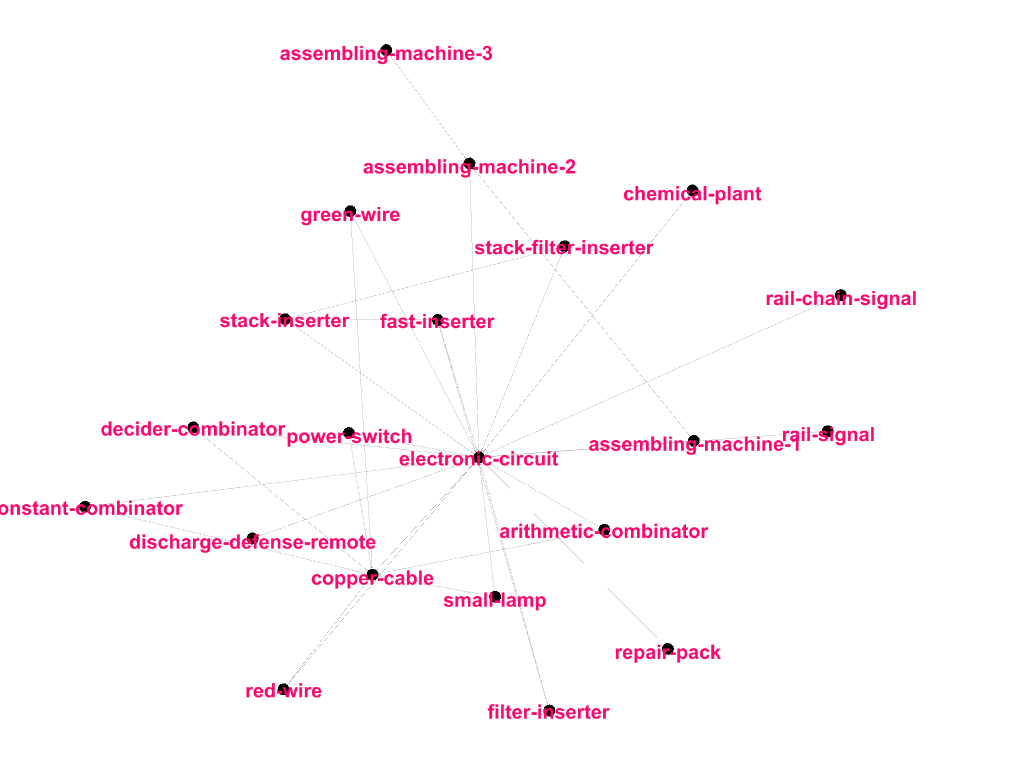 assembling-machine-3
assembling-machine-2
chemical-plant
green-wire
stack-filter-inserter
rail-chain-signal
stack-inserter
fast-inserter
decider-combinator
power-switch
rail-signal
assembling-machine-1
electronic-circuit
onstant-combinator
arithmetic-combinator
discharge-defense-remote
copper-cable
small-lamp
repair-pack
red-wire
filter-inserter